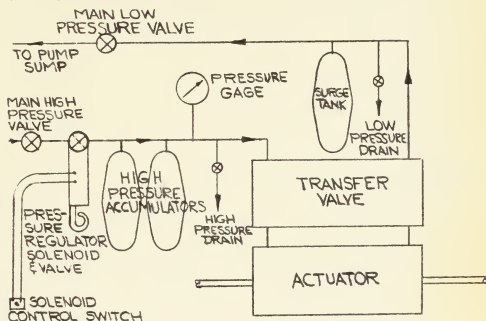 MAIN LOW
PRESSURE VALVE
TO PUMP
SUMP
PRESSURE
GAGE
SURGE
TANK
MAIN HIGH
PRESSURE
VALVE
LOW
PRESSURE
DRAIN
HIGH
PRESSURE
ACCUMULATORS
TRANSFER
VALVE
HIGH
PRESSURE
DRAIN
PRES-
SURE
REGULATOR
SOLENOID
& VALVE
ACTUATOR
SOLENOID
CONTROL SWITCH